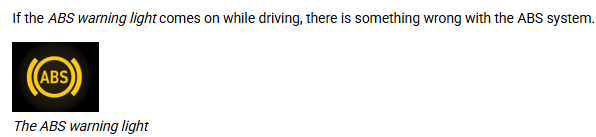 If the ABS warning light comes on while driving, there is something wrong with the ABS system.
ABS
The ABS warning light